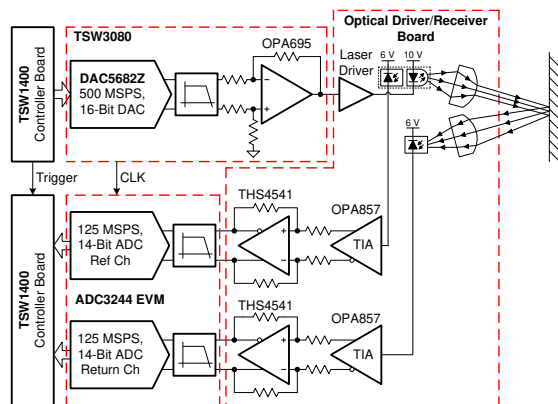 Optical Driver/Receiver
Board
TSW3080
OPA695
6 V
10 V
Laser
Driver
TSW1400
Controller Board
DAC5682Z
500 MSPS,
16-Bit DAC
+
6 V
Trigger
CLK
THS4541
OPA857
TSW1400
Controller Board
125 MSPS,
14-Bit ADC
Ref Ch
+
TIA
ADC3244 EVM
THS4541
OPA857
125 MSPS,
14-Bit ADC
Return Ch
+
TIA